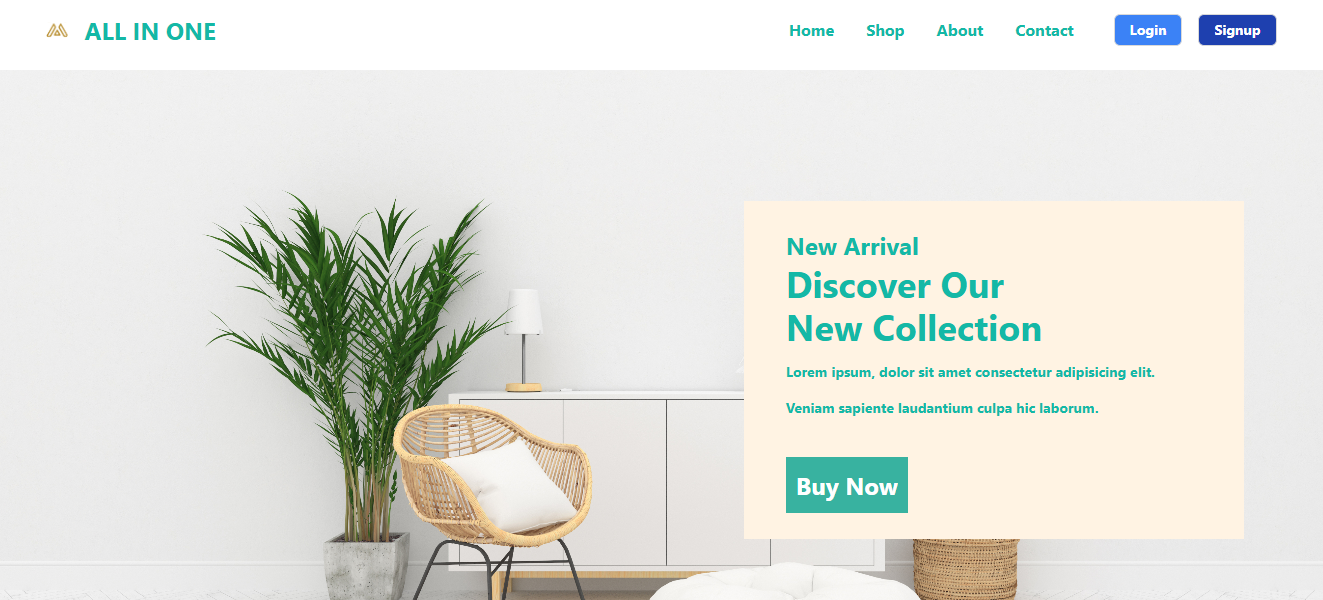 ALL IN ONE
Home Shop About Contact Login Signup
New Arrival
Discover Our
New Collection
Lorem ipsum, dolor sit amet consectetur adipisicing elit.
Veniam sapiente laudantium culpa hic laborum.
Buy Now